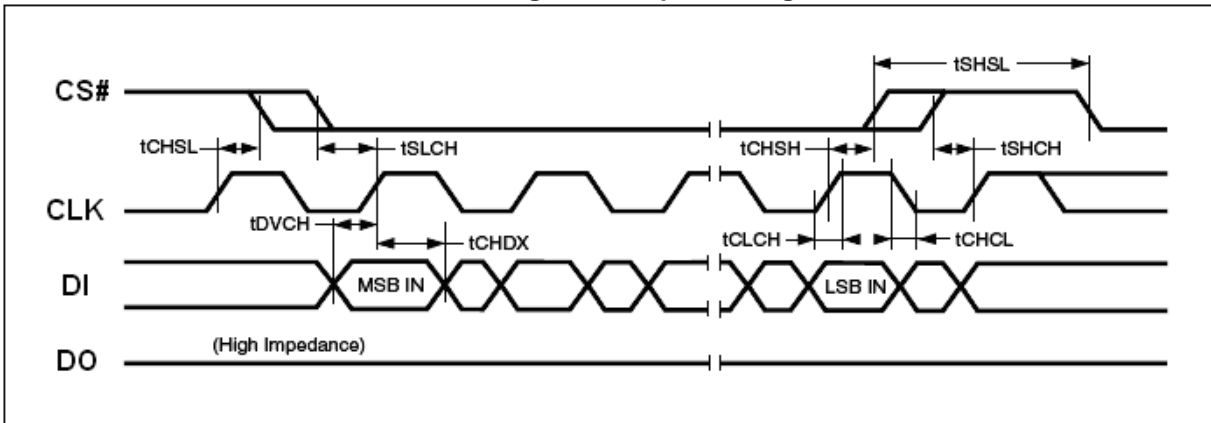 tSHSL
CS#
tCHSL
tSLCH
tCHSH
tSHCH
CLK
tDVCH
tCHDX
tCLCH
tCHCL
DI
MSB IN
LSB IN
(High Impedance)
DO